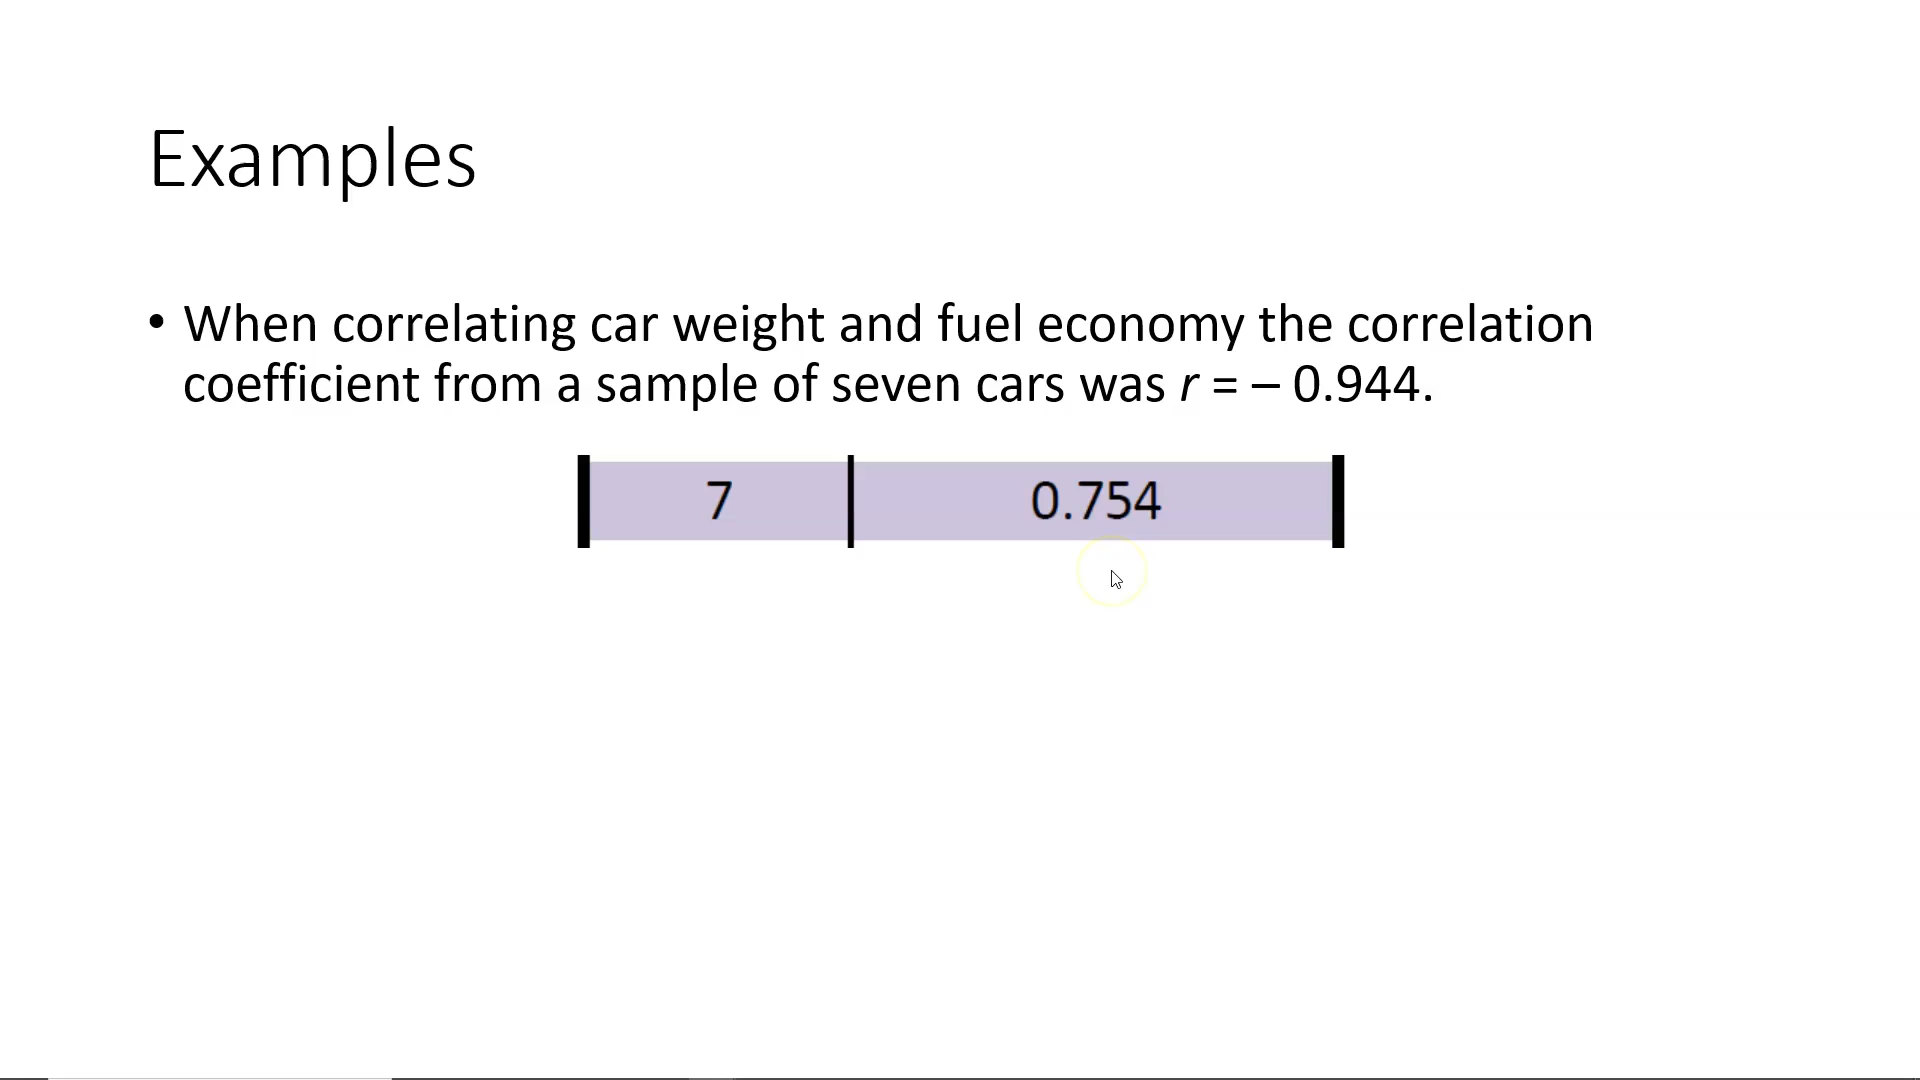 Examples
• When correlating car weight and fuel economy the correlation
coefficient from a sample of seven cars was r = – 0.944.
7 0.754